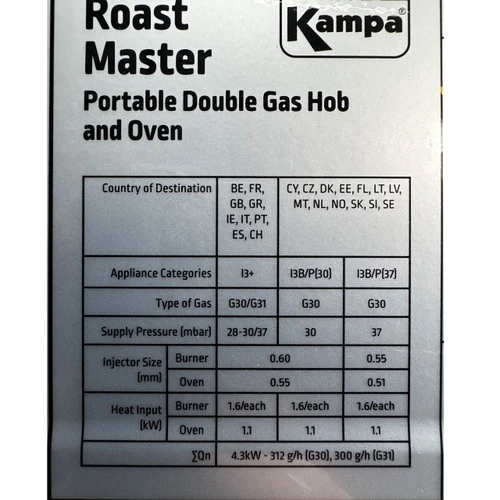 Roast
Master
Kampa®
Portable Double Gas Hob
and Oven
Country of Destination BE, FR, GB, GR, IE, IT, PT, ES, CH CY, CZ, DK, EE, FL, LT, LV, MT, NL, NO, SK, SI, SE
Appliance Categories I3+ I3B/P(30) I3B/P(37)
Type of Gas G30/G31 G30 G30
Supply Pressure (mbar) 28-30/37 30 37
Injector Size (mm) Burner 0.60 0.55
Oven 0.55 0.51
Heat Input (kW) Burner 1.6/each 1.6/each 1.6/each
Oven 1.1 1.1 1.1
∑Qn 4.3kW - 312 g/h (G30), 300 g/h (G31)